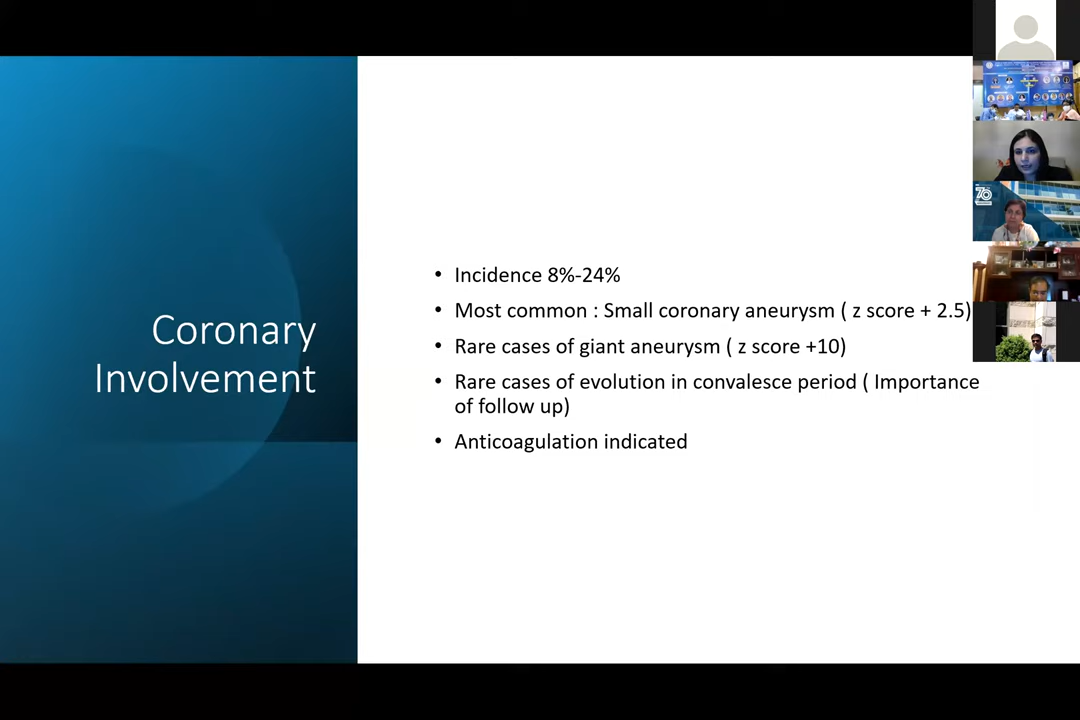 Coronary
Involvement
• Incidence 8%-24%
• Most common : Small coronary aneurysm ( z score + 2.5)
• Rare cases of giant aneurysm ( z score +10)
• Rare cases of evolution in convalesce period ( Importance
of follow up)
• Anticoagulation indicated
70